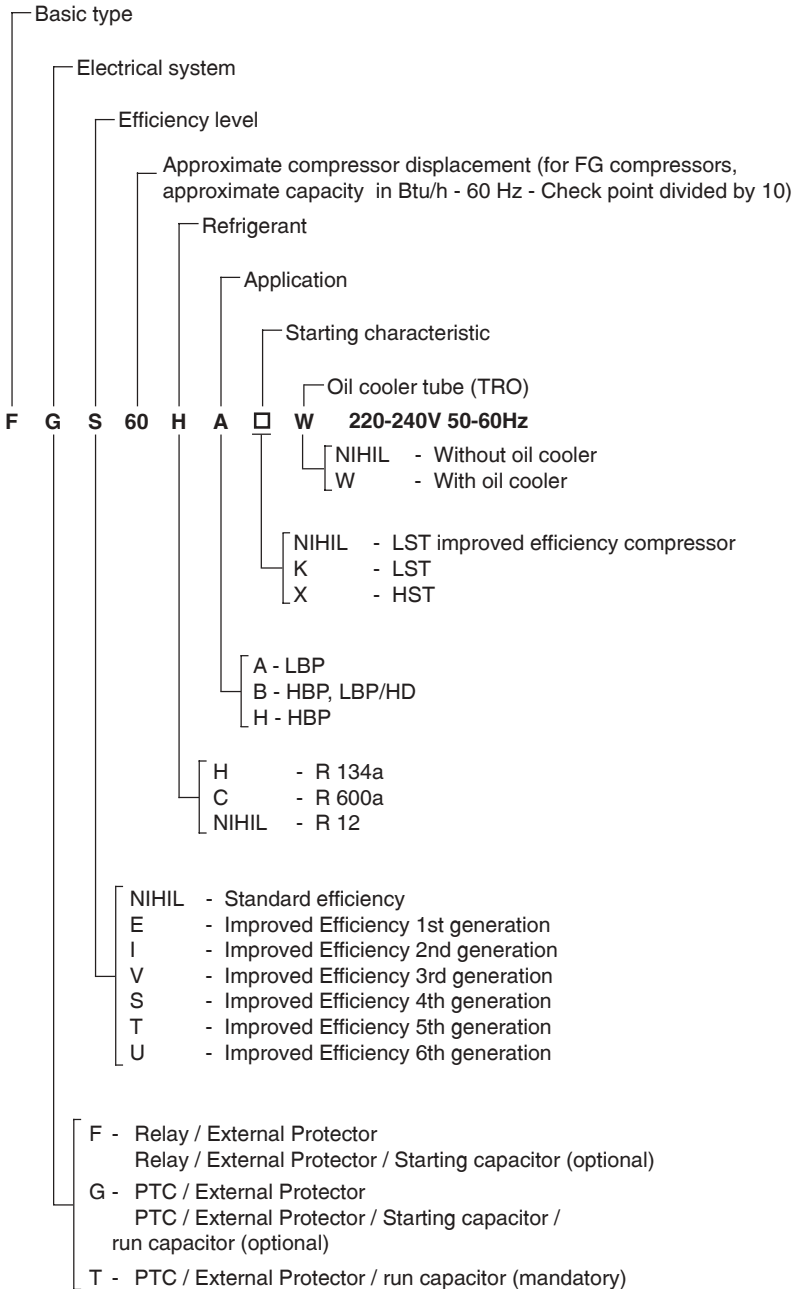 Basic type
Electrical system
Efficiency level
Approximate compressor displacement (for FG compressors,
approximate capacity in Btu/h - 60 Hz - Check point divided by 10)
Refrigerant
Application
Starting characteristic
Oil cooler tube (TRO)
F G S 60 H A □ W 220-240V 50-60Hz
NIHIL - Without oil cooler
W - With oil cooler
NIHIL - LST improved efficiency compressor
K - LST
X - HST
A - LBP
B - HBP, LBP/HD
H - HBP
H - R 134a
C - R 600a
NIHIL - R 12
NIHIL - Standard efficiency
E - Improved Efficiency 1st generation
I - Improved Efficiency 2nd generation
V - Improved Efficiency 3rd generation
S - Improved Efficiency 4th generation
T - Improved Efficiency 5th generation
U - Improved Efficiency 6th generation
F - Relay / External Protector
Relay / External Protector / Starting capacitor (optional)
G - PTC / External Protector
PTC / External Protector / Starting capacitor /
run capacitor (optional)
T - PTC / External Protector / run capacitor (mandatory)